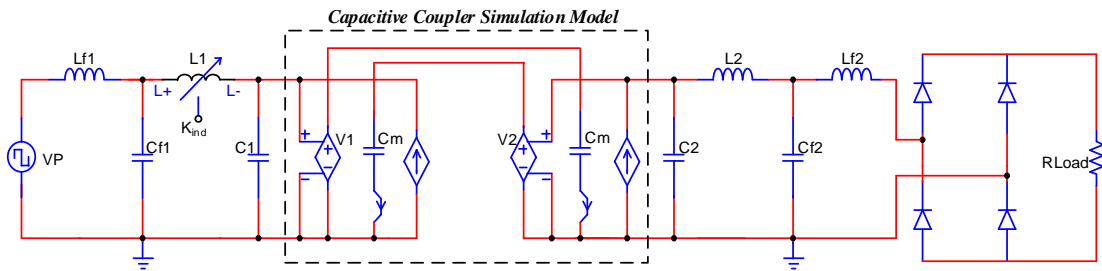 Capacitive Coupler Simulation Model
Lf1
L1
L+
L-
Kind
VP
Cf1
C1
+
-
V1
+
-
Cm
V2
+
-
+
-
Cm
C2
L2
Cf2
Lf2
RLoad